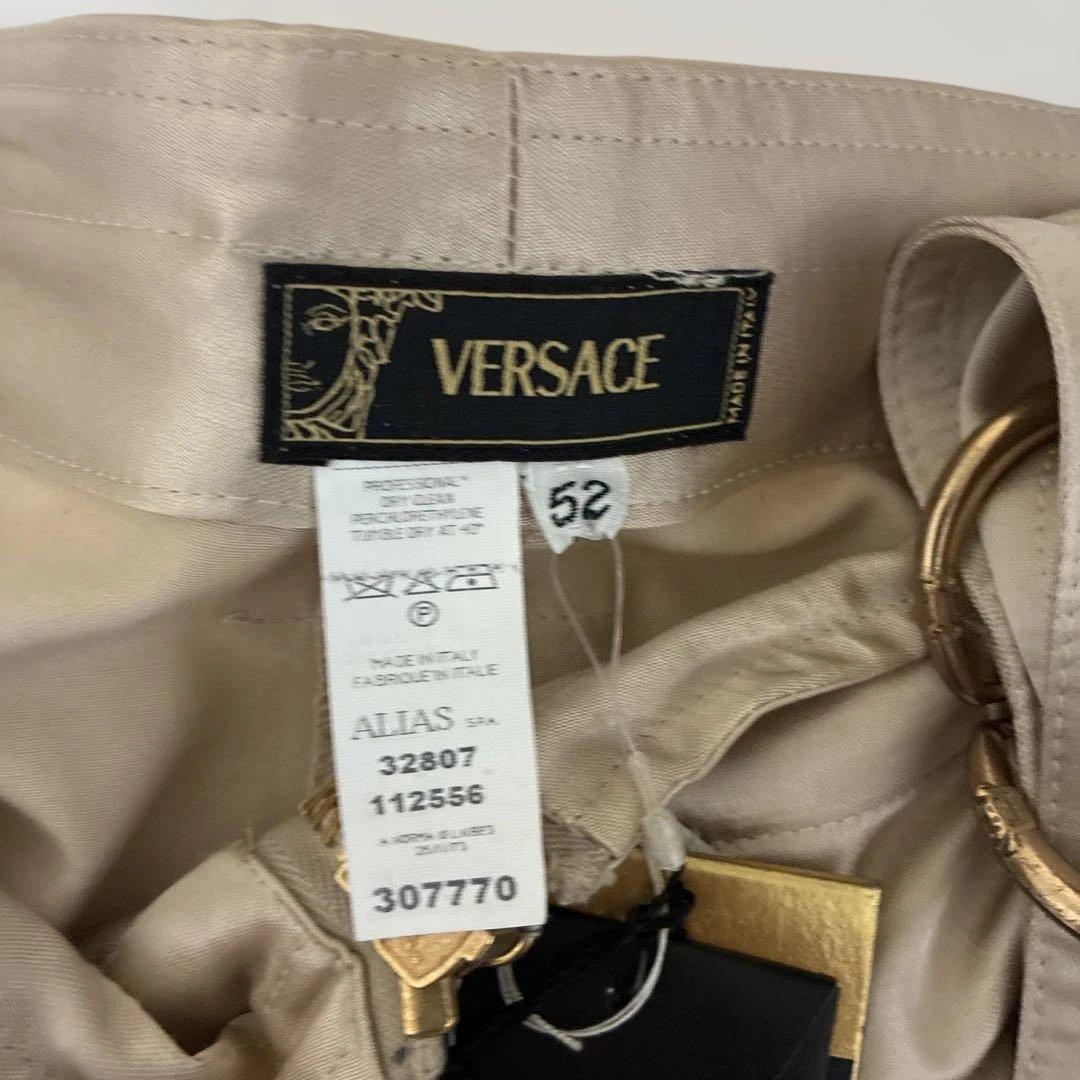 VERSACE
MADE IN ITALY
52
PROFESSIONAL
DRY CLEAN
PERCHLORETHYLENE
TUMBLE DRY AT 40°
P
MADE IN ITALY
FABRIQUE IN ITALIE
ALIAS S.P.A.
32807
112556
307770